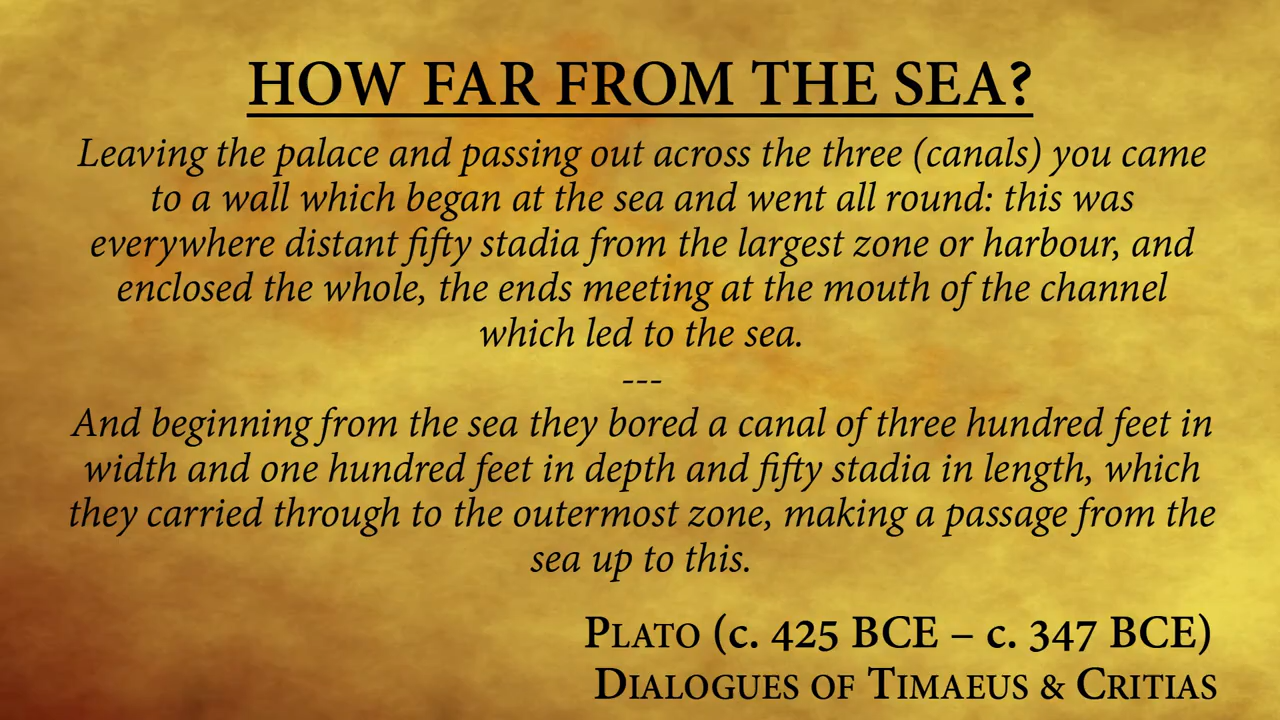 HOW FAR FROM THE SEA?
Leaving the palace and passing out across the three (canals) you came
to a wall which began at the sea and went all round: this was
everywhere distant fifty stadia from the largest zone or harbour, and
enclosed the whole, the ends meeting at the mouth of the channel
which led to the sea.
---
And beginning from the sea they bored a canal of three hundred feet in
width and one hundred feet in depth and fifty stadia in length, which
they carried through to the outermost zone, making a passage from the
sea up to this.
Plato (c. 425 BCE – c. 347 BCE)
Dialogues of Timaeus & Critias